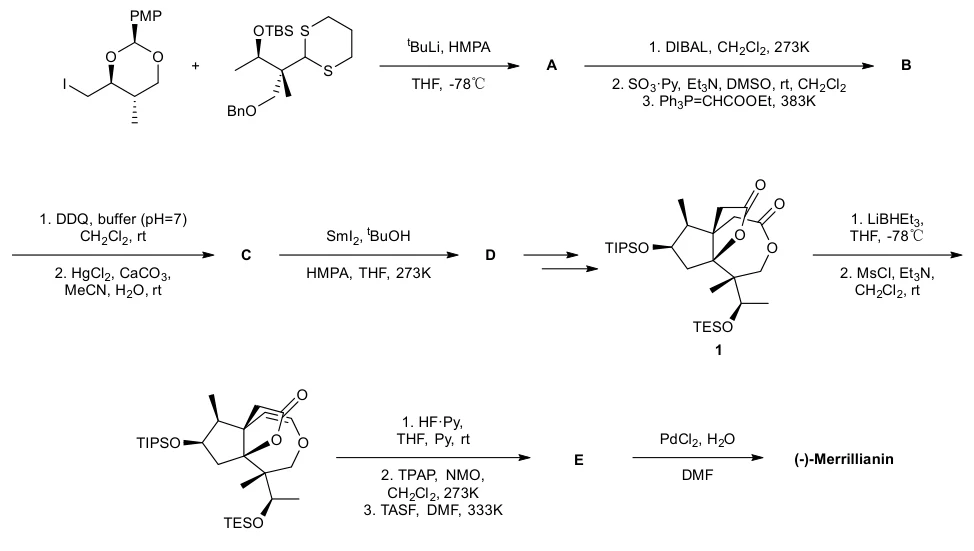 PMP
O
O
I
+
OTBS
S
S
BnO
ᵗBuLi, HMPA
THF, -78℃
A
1. DIBAL, CH₂Cl₂, 273K
2. SO₃·Py, Et₃N, DMSO, rt, CH₂Cl₂
3. Ph₃P=CHCOOEt, 383K
B
1. DDQ, buffer (pH=7)
CH₂Cl₂, rt
2. HgCl₂, CaCO₃,
MeCN, H₂O, rt
C
SmI₂, ᵗBuOH
HMPA, THF, 273K
D
O
O
O
O
TIPSO
TESO
1
1. LiBHEt₃,
THF, -78℃
2. MsCl, Et₃N,
CH₂Cl₂, rt
O
O
O
TIPSO
TESO
1. HF·Py,
THF, Py, rt
2. TPAP, NMO,
CH₂Cl₂, 273K
3. TASF, DMF, 333K
E
PdCl₂, H₂O
DMF
(-)-Merrillianin